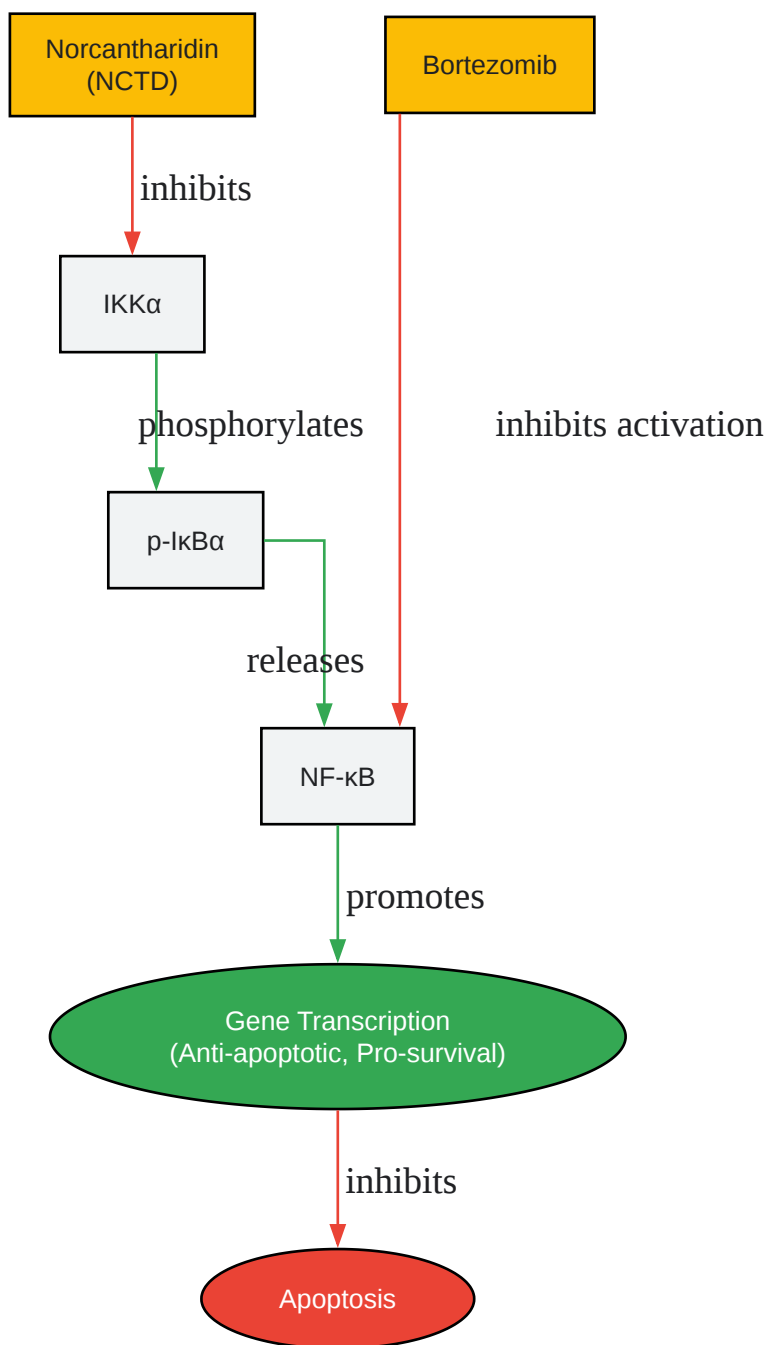 Norcantharidin
(NCTD)
Bortezomib
inhibits
IKKα
phosphorylates
inhibits activation
p-IκBα
releases
NF-κB
promotes
Gene Transcription
(Anti-apoptotic, Pro-survival)
inhibits
Apoptosis